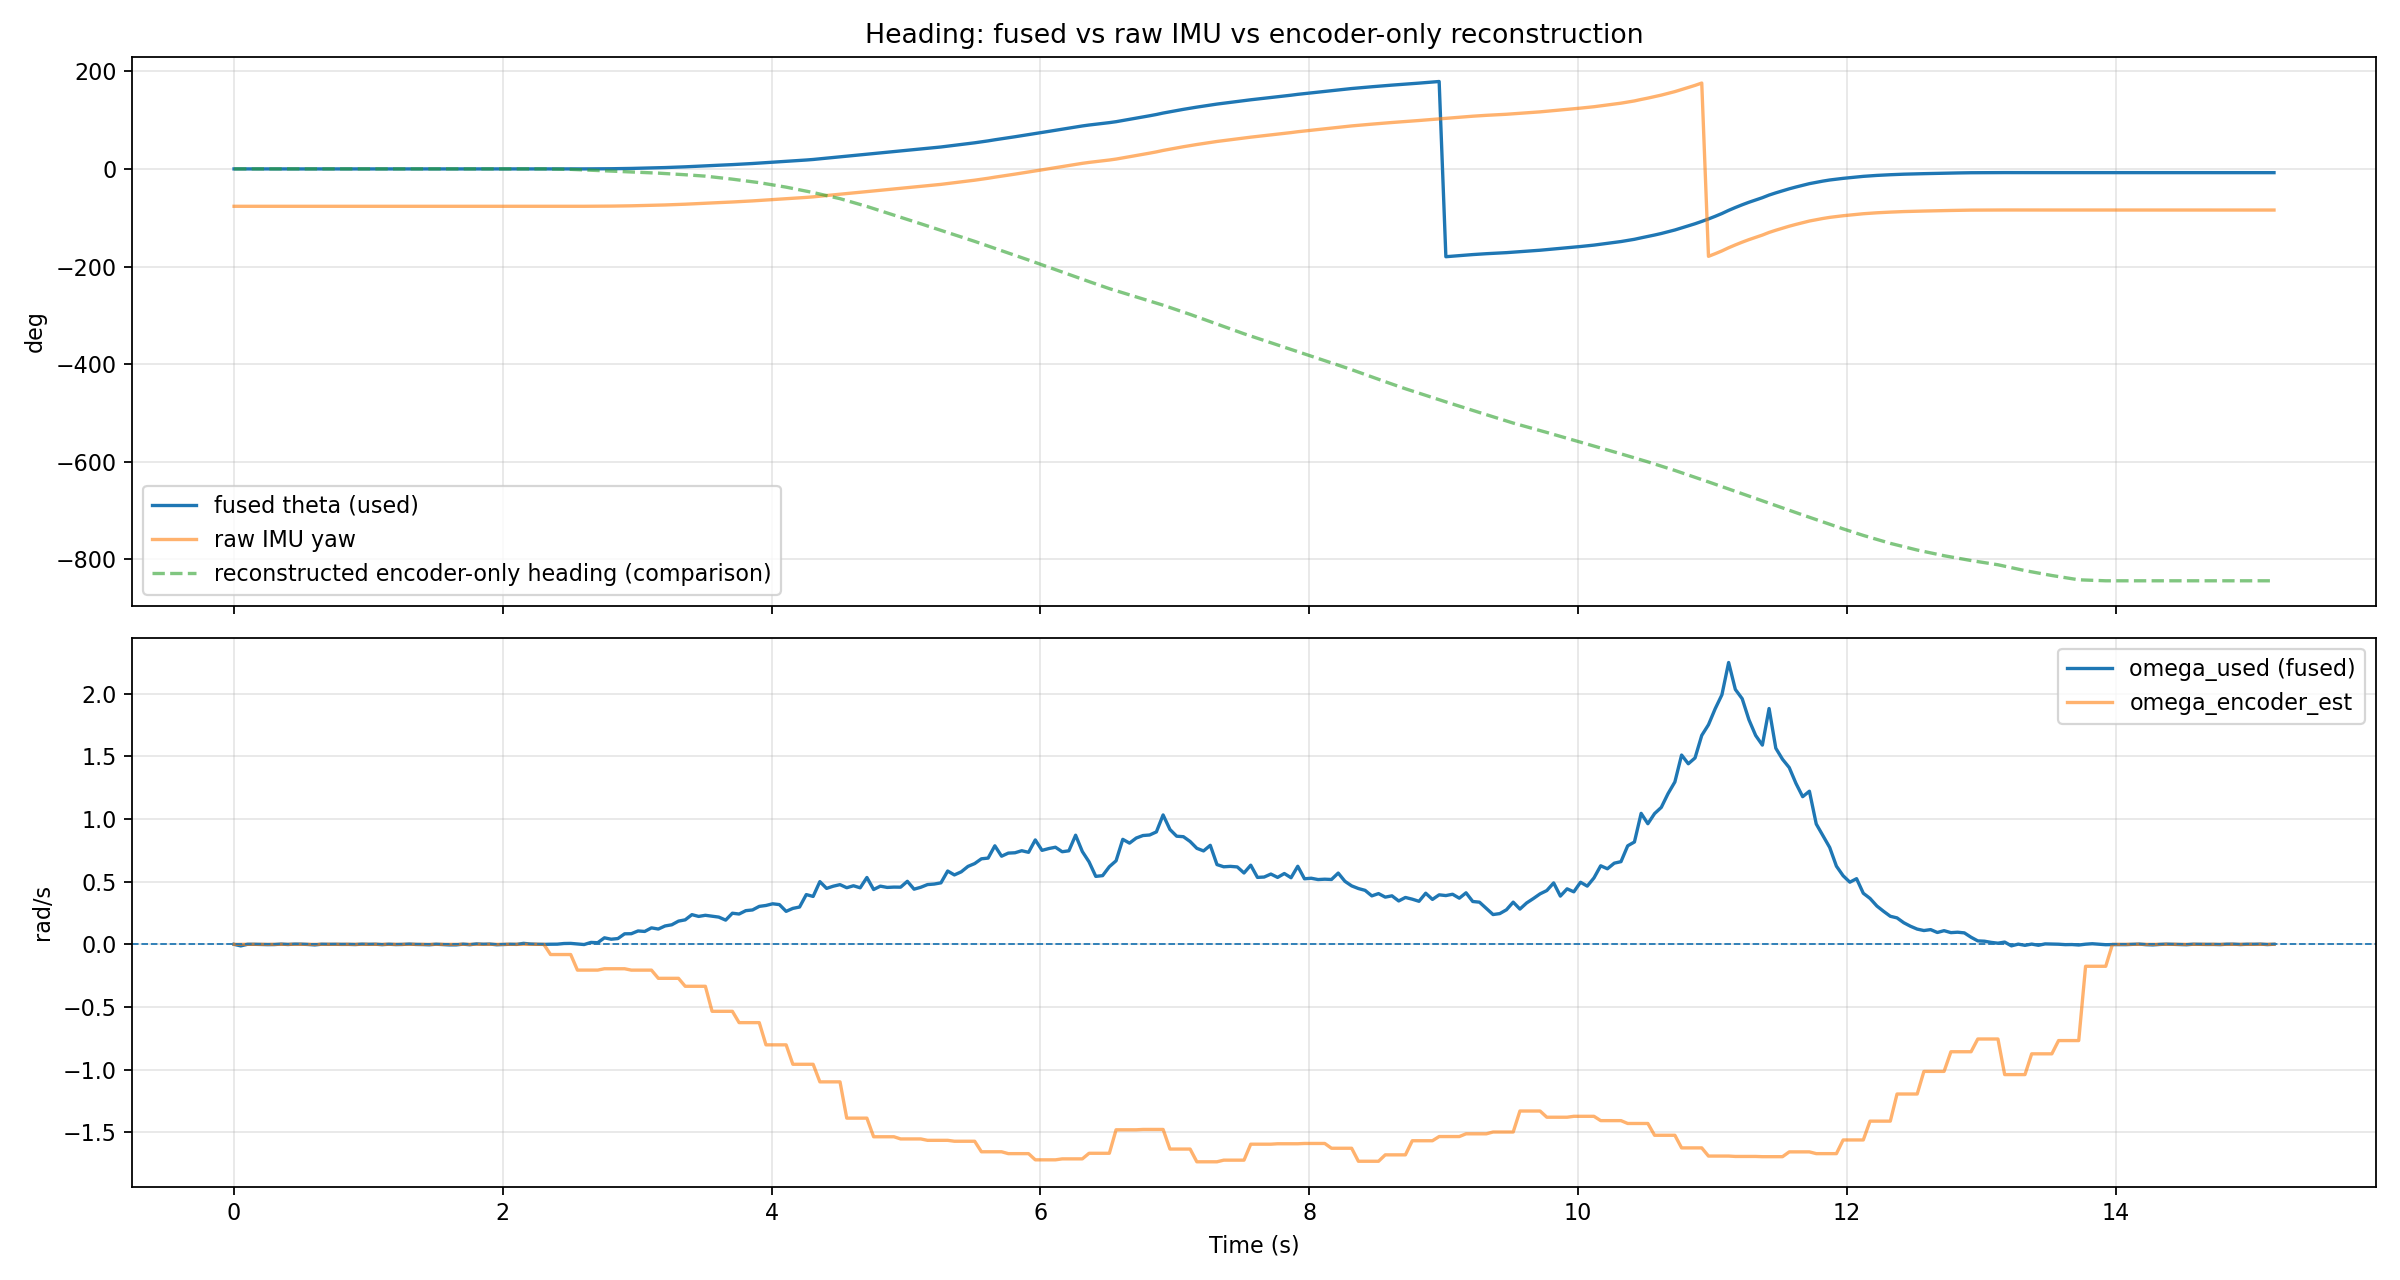 Heading: fused vs raw IMU vs encoder-only reconstruction
200
0
−200
−400
−600
−800
deg
fused theta (used)
raw IMU yaw
reconstructed encoder-only heading (comparison)
2.0
1.5
1.0
0.5
0.0
−0.5
−1.0
−1.5
rad/s
omega_used (fused)
omega_encoder_est
0 2 4 6 8 10 12 14
Time (s)